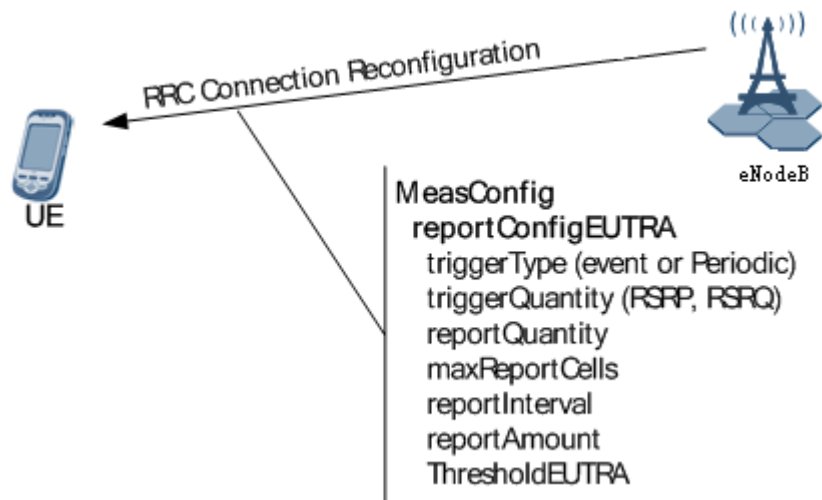 RRC Connection Reconfiguration
eNodeB
UE
MeasConfig
reportConfigEUTRA
triggerType (event or Periodic)
triggerQuantity (RSRP, RSRQ)
reportQuantity
maxReportCells
reportInterval
reportAmount
ThresholdEUTRA